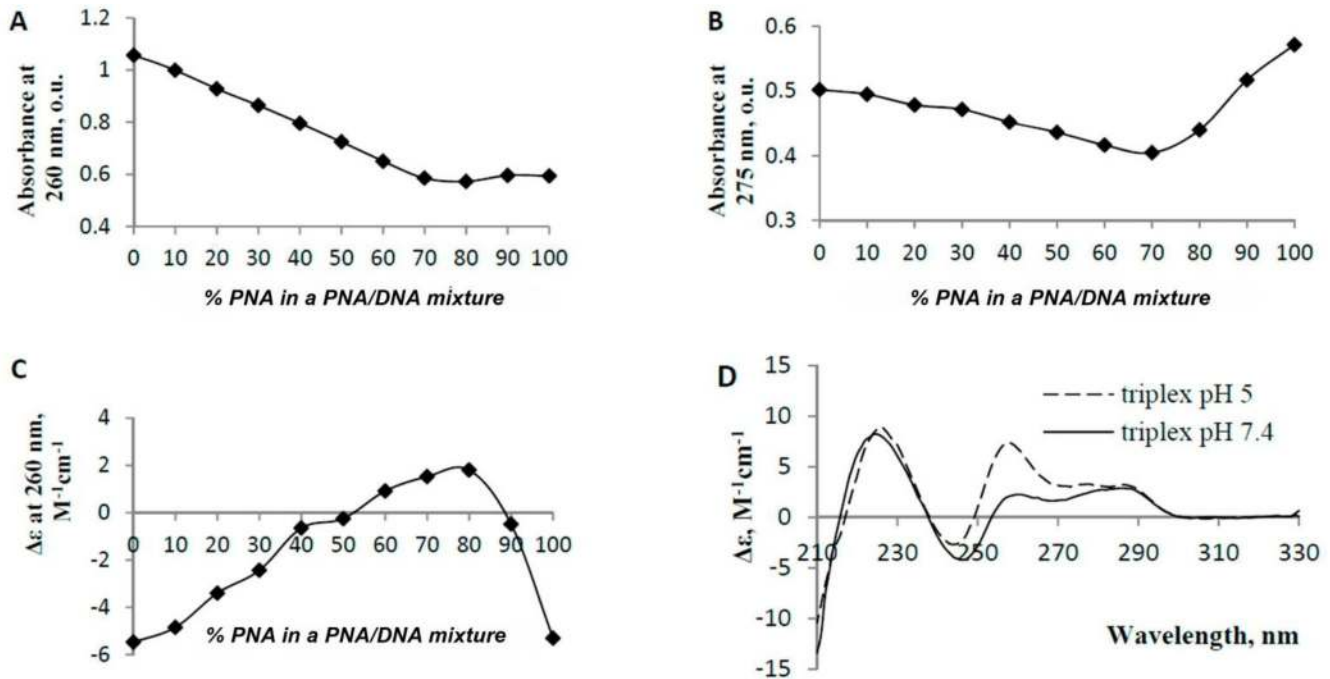 A
Absorbance at
260 nm, o.u.
1.2
1
0.8
0.6
0.4
0 10 20 30 40 50 60 70 80 90 100
% PNA in a PNA/DNA mixture
B
Absorbance at
275 nm, o.u.
0.6
0.5
0.4
0.3
0 10 20 30 40 50 60 70 80 90 100
% PNA in a PNA/DNA mixture
C
Δε at 260 nm,
M⁻¹cm⁻¹
4
2
0
-2
-4
-6
0 10 20 30 40 50 60 70 80 90 100
% PNA in a PNA/DNA mixture
D
Δε, M⁻¹cm⁻¹
15
10
5
0
-5
-10
-15
triplex pH 5
triplex pH 7.4
210 230 250 270 290 310 330
Wavelength, nm